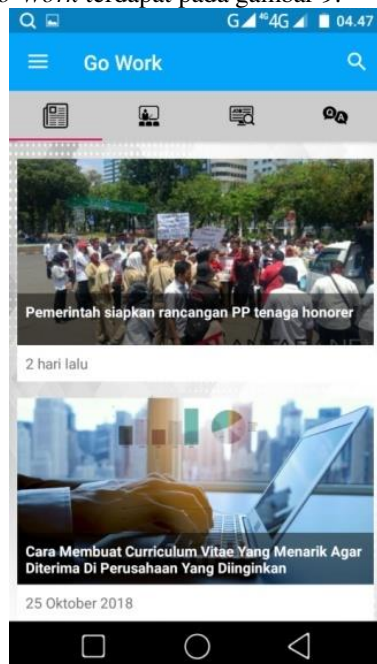 Work terdapat pada gambar 9.
G 4G 4G 04.47
Go Work
Pemerintah siapkan rancangan PP tenaga honorer
2 hari lalu
Cara Membuat Curriculum Vitae Yang Menarik Agar
Diterima Di Perusahaan Yang Diinginkan
25 Oktober 2018